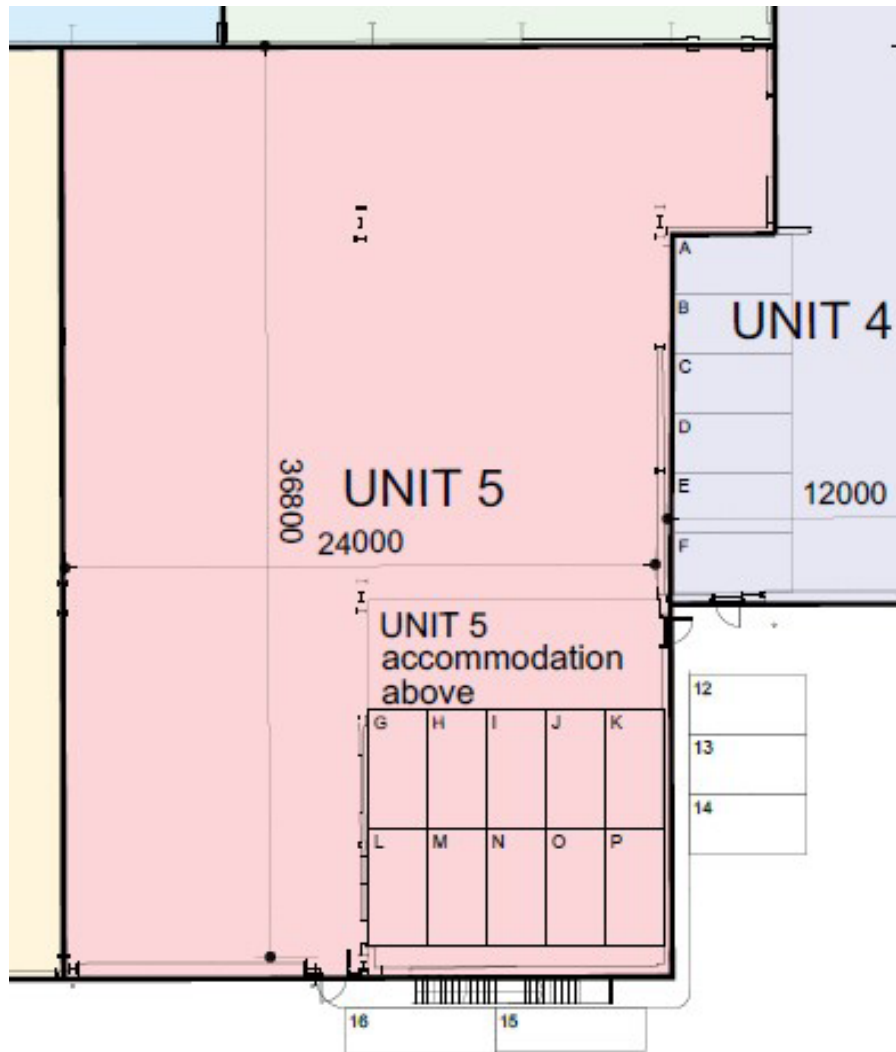 A
B
UNIT 4
C
D
E
12000
F
36800
UNIT 5
24000
UNIT 5
accommodation
above
G H I J K
L M N O P
12
13
14
16 15